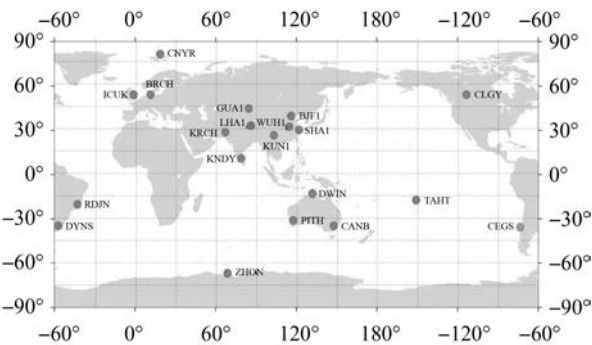 −60° 0° 60° 120° 180° −120° −60°
90° 90°
CNYR
60° 60°
BRCH
ICUK CLGY
GUA1 BJF1
30° LHA1 WUH1 30°
KRCH SHA1
KUN1
KNDY
0° 0°
DWIN
TAHT
RDJN
−30° PITH −30°
DYNS CANB CEGS
−60° −60°
ZHON
−90° −90°
−60° 0° 60° 120° 180° −120° −60°